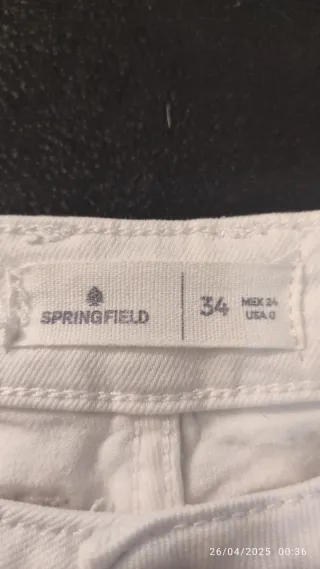 SPRINGFIELD
34
MEX 24
USA 0
26/04/2025 00:36